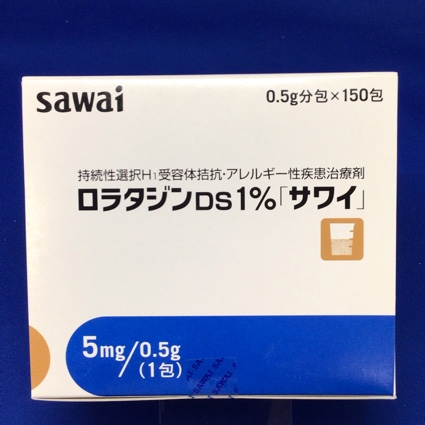 sawai
0.5g分包×150包
持続性選択H1受容体拮抗・アレルギー性疾患治療剤
ロラタジンDS1%「サワイ」
5mg/0.5g
(1包)
SAWAI